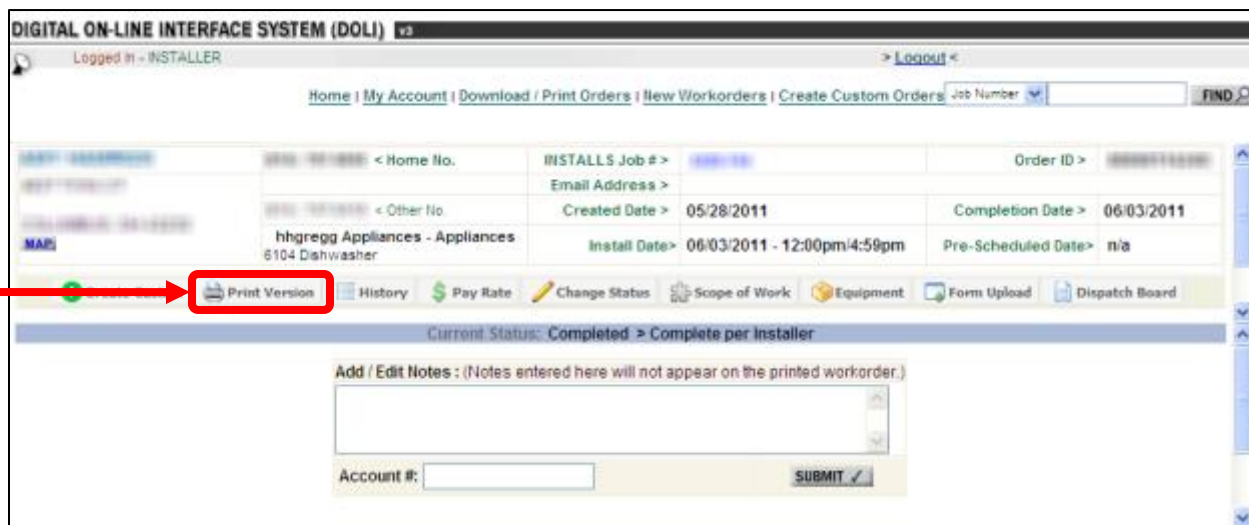 DIGITAL ON-LINE INTERFACE SYSTEM (DOLI) v3
Logged in - INSTALLER > Logout <
Home | My Account | Download / Print Orders | New Workorders | Create Custom Orders Job Number FIND
< Home No. INSTALLS Job # > Order ID >
Email Address >
< Other No. Created Date > 05/28/2011 Completion Date > 06/03/2011
MAP hhgregg Appliances - Appliances Install Date> 06/03/2011 - 12:00pm/4:59pm Pre-Scheduled Date> n/a
6104 Dishwasher
Print Version History Pay Rate Change Status Scope of Work Equipment Form Upload Dispatch Board
Current Status: Completed > Complete per Installer
Add / Edit Notes : (Notes entered here will not appear on the printed workorder.)
Account #: SUBMIT ✓